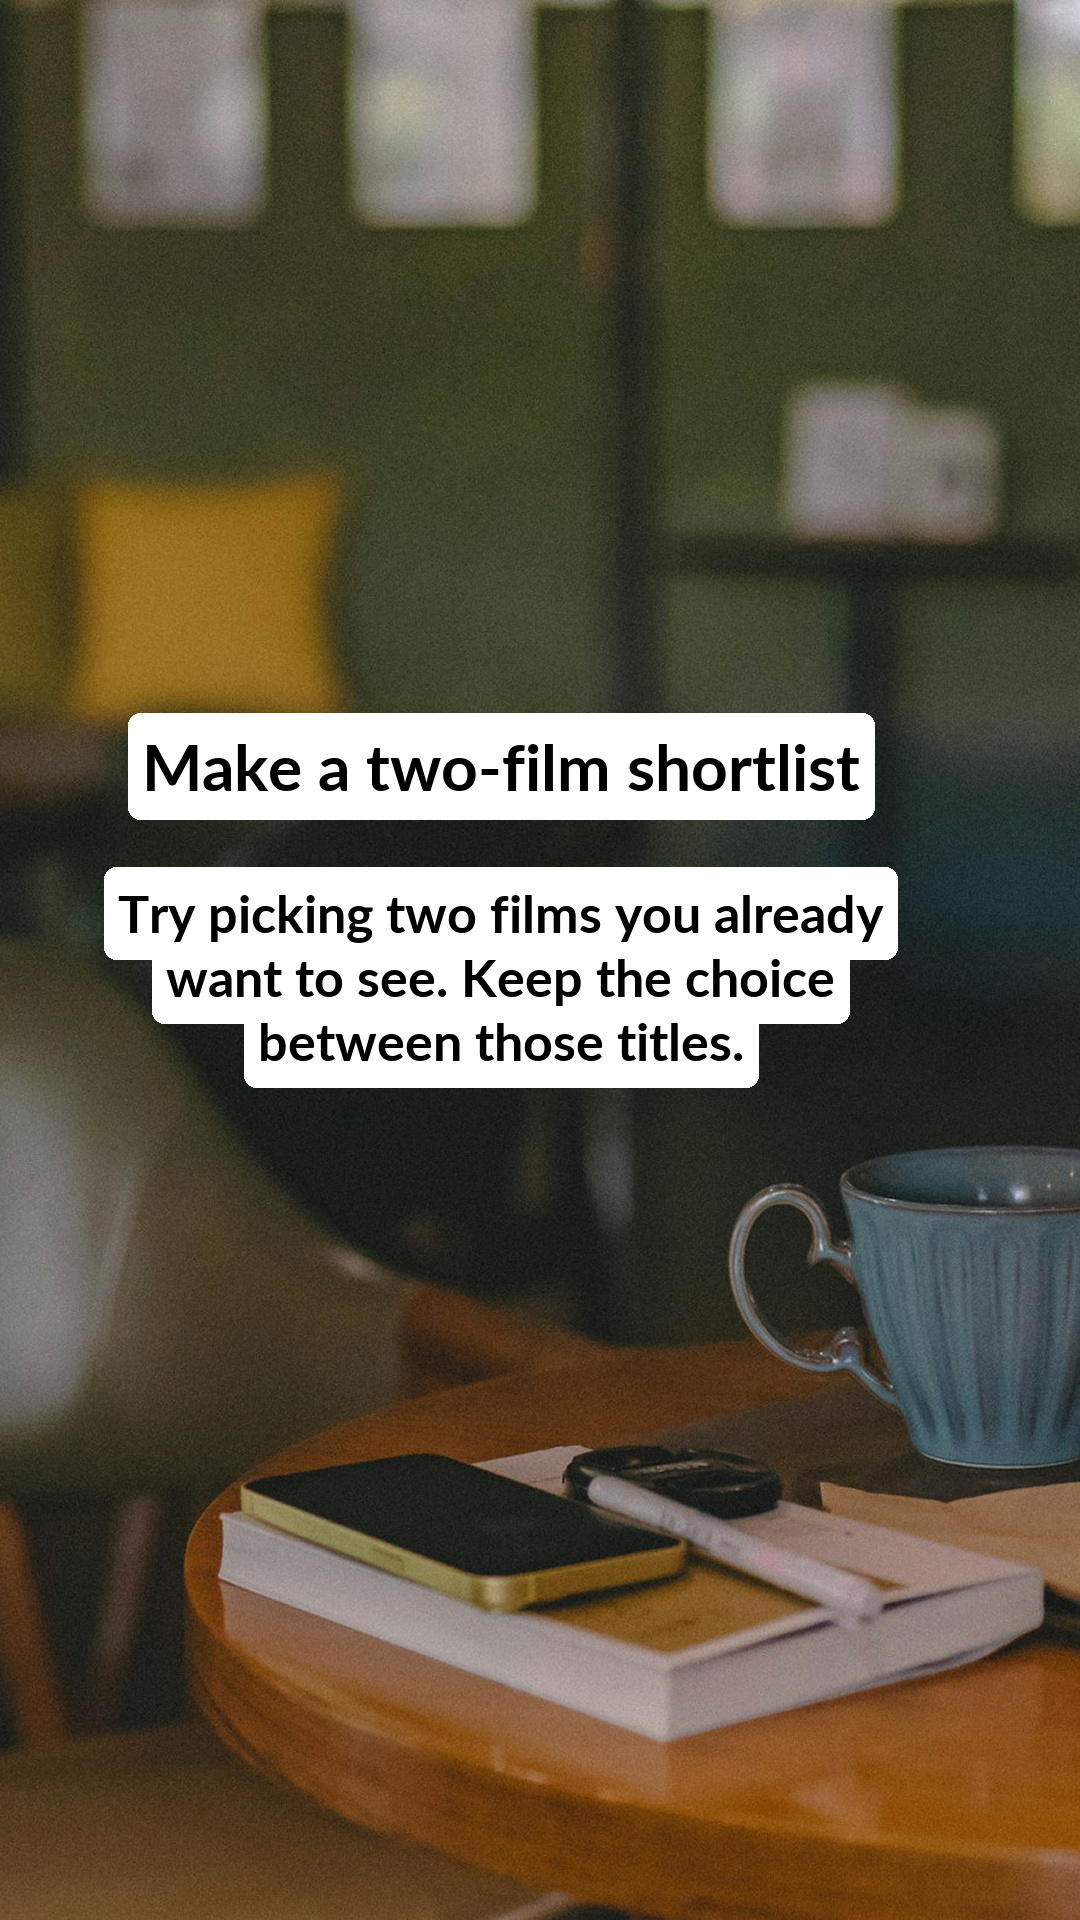 Make a two-film shortlist
Try picking two films you already
want to see. Keep the choice
between those titles.